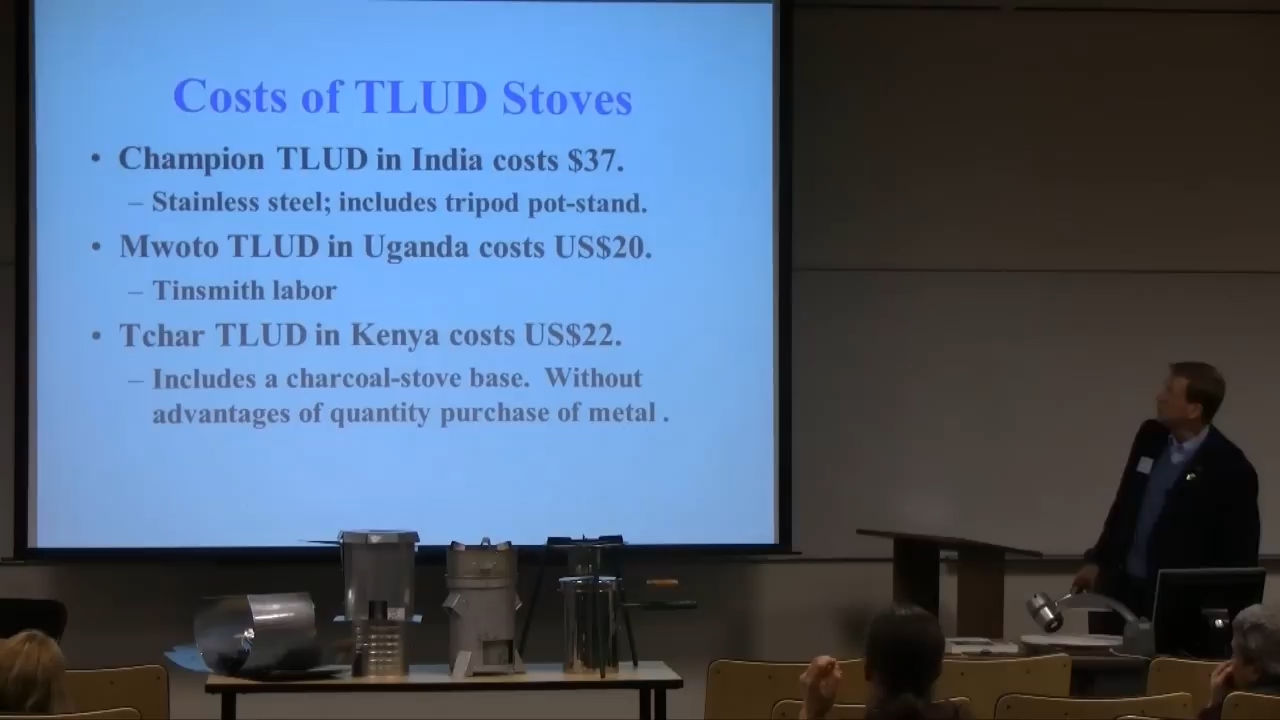 Costs of TLUD Stoves
• Champion TLUD in India costs $37.
– Stainless steel; includes tripod pot-stand.
• Mwoto TLUD in Uganda costs US$20.
– Tinsmith labor
• Tchar TLUD in Kenya costs US$22.
– Includes a charcoal-stove base. Without
advantages of quantity purchase of metal .